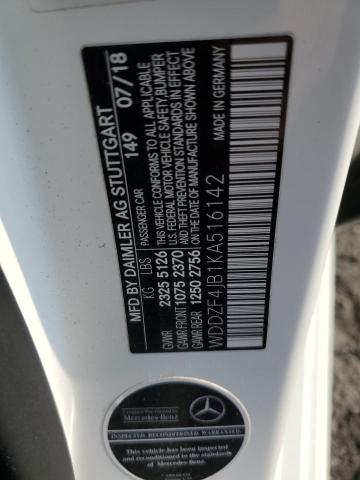 MFD BY DAIMLER AG STUTTGART
149 07/18
PASSENGER CAR
KG LBS
GVWR 2325 5126
GAWR FRONT 1075 2370
GAWR REAR 1250 2756
THIS VEHICLE CONFORMS TO ALL APPLICABLE
U.S. FEDERAL MOTOR VEHICLE SAFETY, BUMPER
AND THEFT PREVENTION STANDARDS IN EFFECT
ON THE DATE OF MANUFACTURE SHOWN ABOVE.
MADE IN GERMANY
WDDZF4JB1KA516142
Mercedes-Benz
INSPECTED RECONDITIONED WARRANTED
This vehicle has been inspected
and reconditioned to the
standards of
Mercedes-Benz